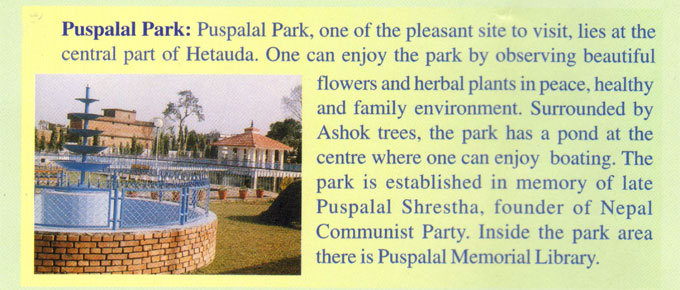 Puspalal Park: Puspalal Park, one of the pleasant site to visit, lies at the
central part of Hetauda. One can enjoy the park by observing beautiful
flowers and herbal plants in peace, healthy
and family environment. Surrounded by
Ashok trees, the park has a pond at the
centre where one can enjoy boating. The
park is established in memory of late
Puspalal Shrestha, founder of Nepal
Communist Party. Inside the park area
there is Puspalal Memorial Library.